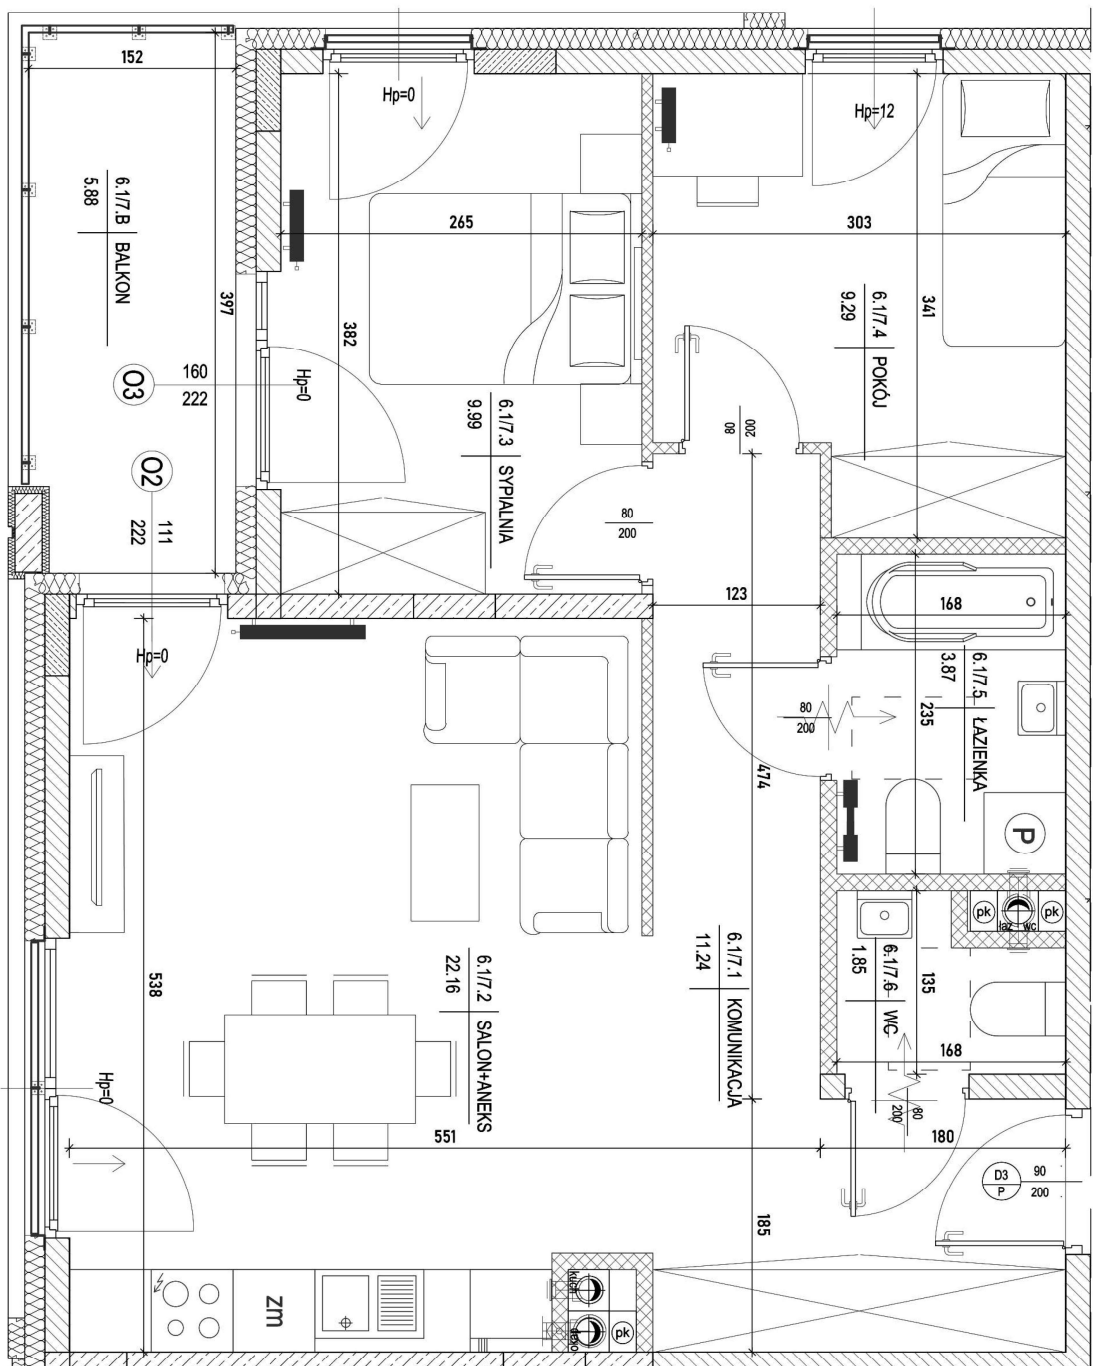 152
Hp=0
Hp=12
6.1/7.B BALKON
5.88
265
303
397
382
341
6.1/7.4 POKÓJ
9.29
O3
160
222
Hp=0
6.1/7.3 SYPIALNIA
9.99
200
80
O2
111
222
80
200
123
168
Hp=0
6.1/7.5 ŁAZIENKA
3.87
235
80
200
474
P
pk
pk
łaz
wc
6.1/7.1 KOMUNIKACJA
11.24
6.1/7.2 SALON+ANEKS
22.16
6.1/7.6 WC
1.85
135
538
168
Hp=0
80
200
551
180
D3
P
90
200
185
zm
kuch
pk